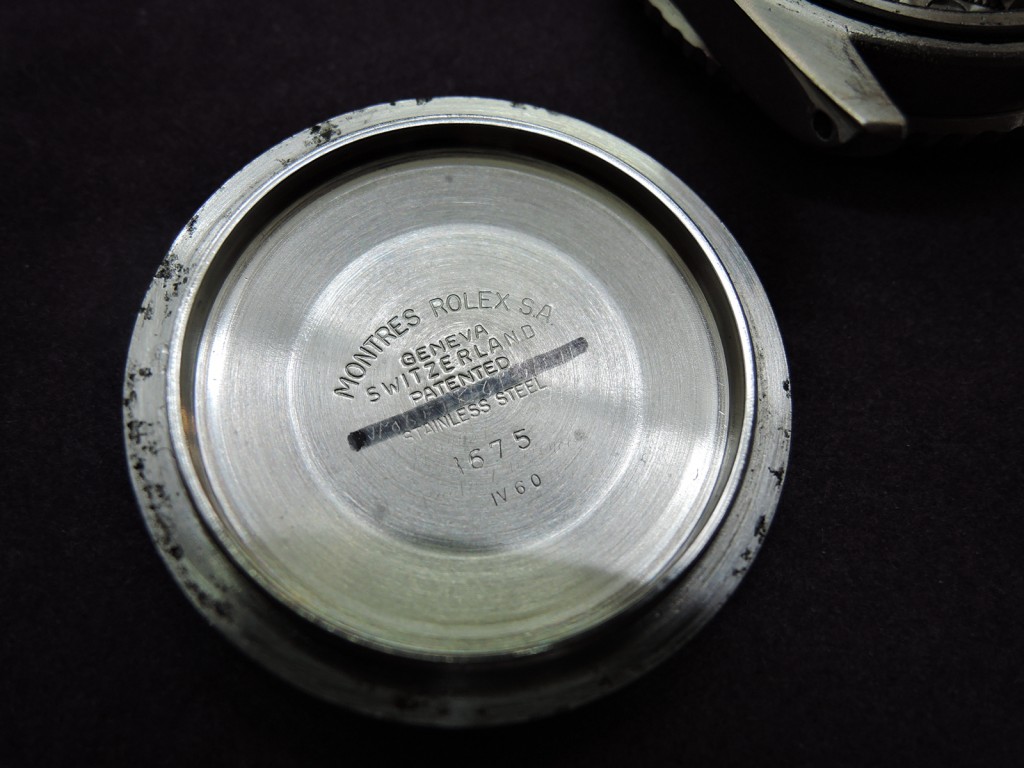 MONTRES ROLEX S.A.
GENEVA
SWITZERLAND
PATENTED
STAINLESS STEEL
1675
IV 60